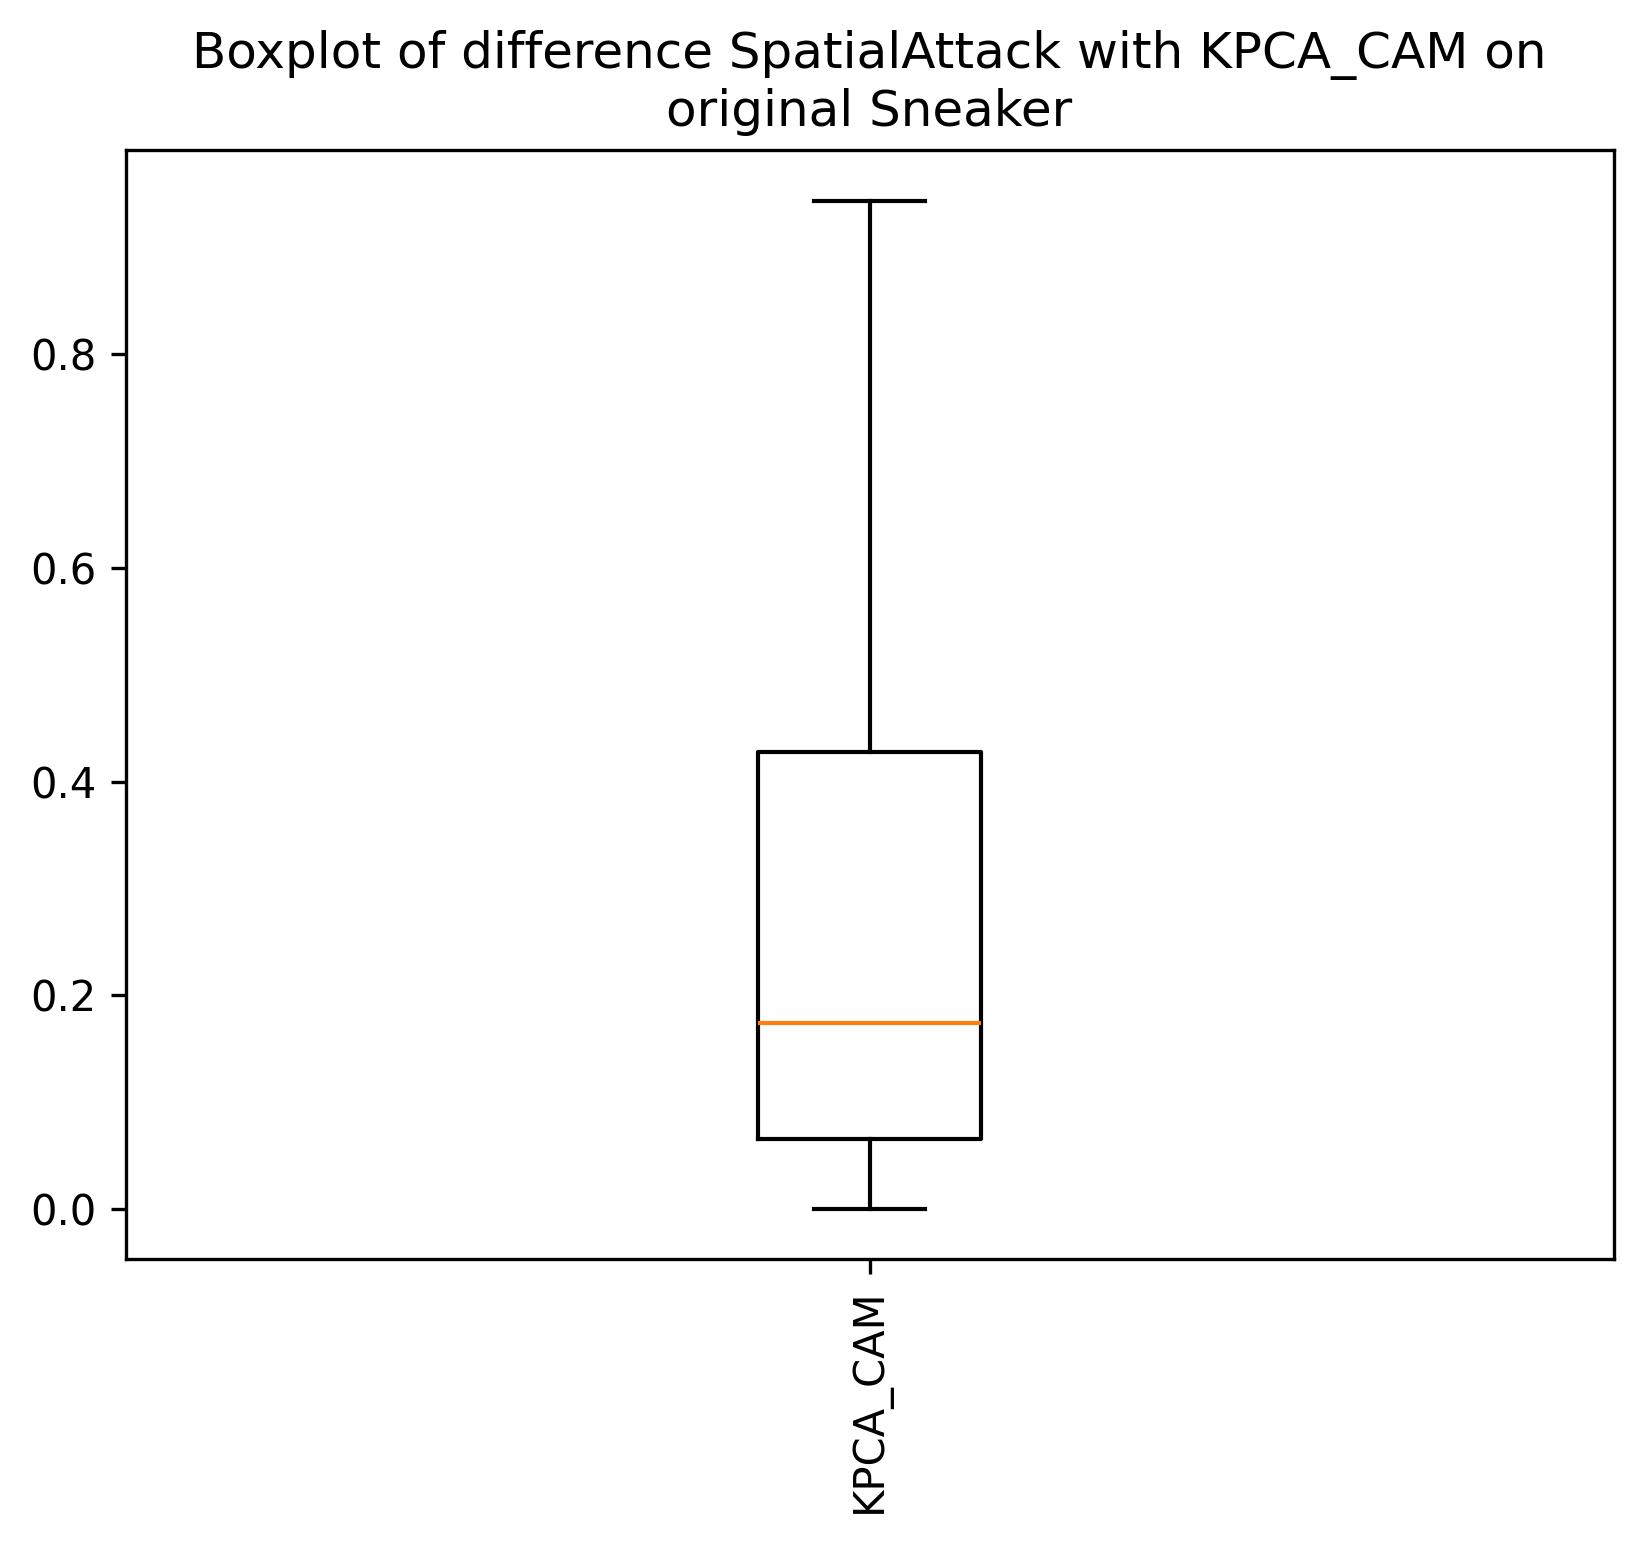 Boxplot of difference SpatialAttack with KPCA_CAM on
original Sneaker
0.8
0.6
0.4
0.2
0.0
KPCA_CAM